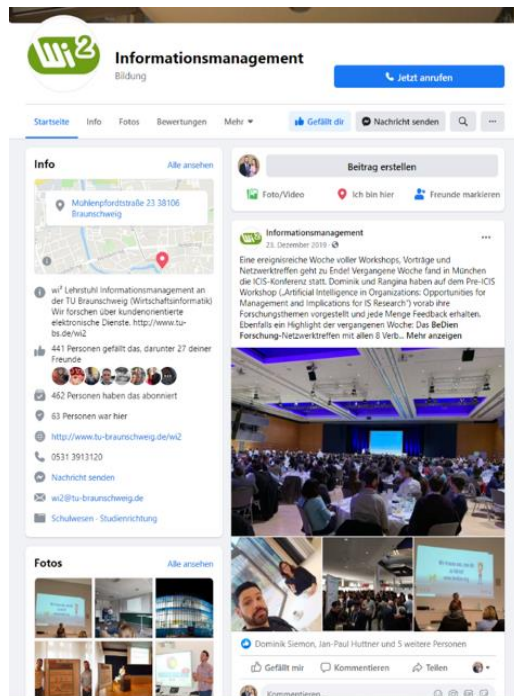 Wi2
Informationsmanagement
Bildung
Jetzt anrufen
Startseite Info Fotos Bewertungen Mehr
Gefällt dir Nachricht senden
Info Alle ansehen
Mühlenpfordtstraße 23 38106
Braunschweig
wi² Lehrstuhl Informationsmanagement an
der TU Braunschweig (Wirtschaftsinformatik)
Wir forschen über kundenorientierte
elektronische Dienste. http://www.tu-
bs.de/wi2
441 Personen gefällt das, darunter 27 deiner
Freunde
462 Personen haben das abonniert
63 Personen war hier
http://www.tu-braunschweig.de/wi2
0531 3913120
Nachricht senden
wi2@tu-braunschweig.de
Schulwesen · Studienrichtung
Fotos Alle ansehen
Beitrag erstellen
Foto/Video Ich bin hier Freunde markieren
Informationsmanagement
23. Dezember 2019 ·
Eine ereignisreiche Woche voller Workshops, Vorträge und
Netzwerktreffen geht zu Ende! Vergangene Woche fand in München
die ICIS-Konferenz statt. Dominik und Rangina haben auf dem Pre-ICIS
Workshop („Artificial Intelligence in Organizations: Opportunities for
Management and Implications for IS Research") vorab ihre
Forschungsthemen vorgestellt und jede Menge Feedback erhalten.
Ebenfalls ein Highlight der vergangenen Woche: Das BeDien
Forschung-Netzwerktreffen mit allen 8 Verb... Mehr anzeigen
Dominik Siemon, Jan-Paul Huttner und 5 weitere Personen
Gefällt mir Kommentieren Teilen
Kommentieren